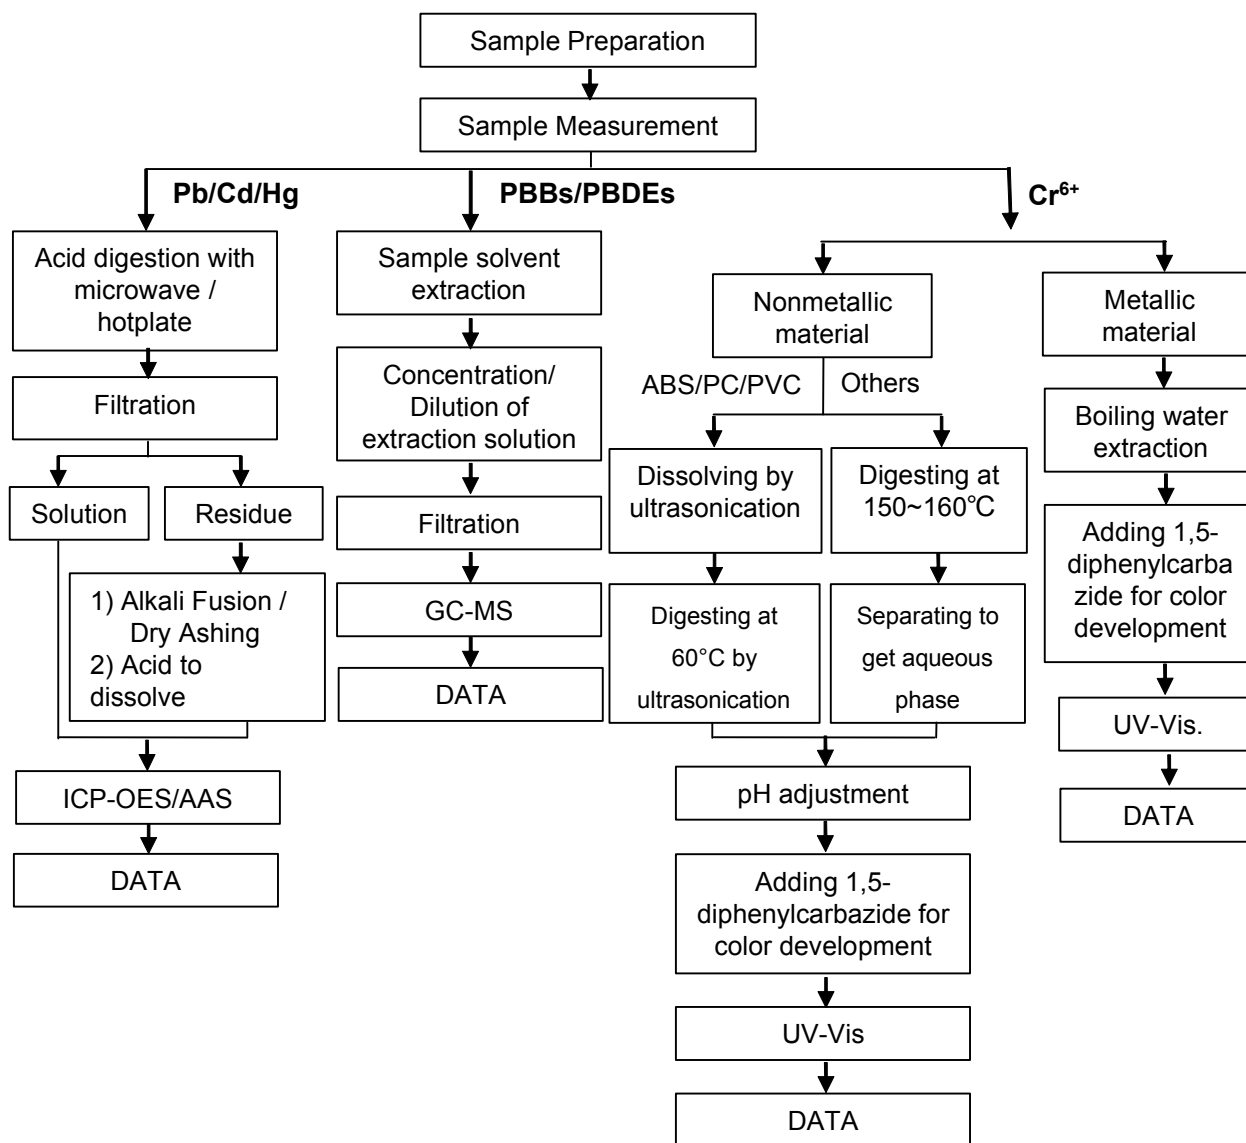 Sample Preparation
Sample Measurement
Pb/Cd/Hg
PBBs/PBDEs
Cr⁶⁺
Acid digestion with
microwave /
hotplate
Filtration
Solution
Residue
1) Alkali Fusion /
Dry Ashing
2) Acid to
dissolve
ICP-OES/AAS
DATA
Sample solvent
extraction
Concentration/
Dilution of
extraction solution
Filtration
GC-MS
DATA
Nonmetallic
material
ABS/PC/PVC
Others
Dissolving by
ultrasonication
Digesting at
60°C by
ultrasonication
Digesting at
150~160℃
Separating to
get aqueous
phase
pH adjustment
Adding 1,5-
diphenylcarbazide for
color development
UV-Vis
DATA
Metallic
material
Boiling water
extraction
Adding 1,5-
diphenylcarba
zide for color
development
UV-Vis.
DATA